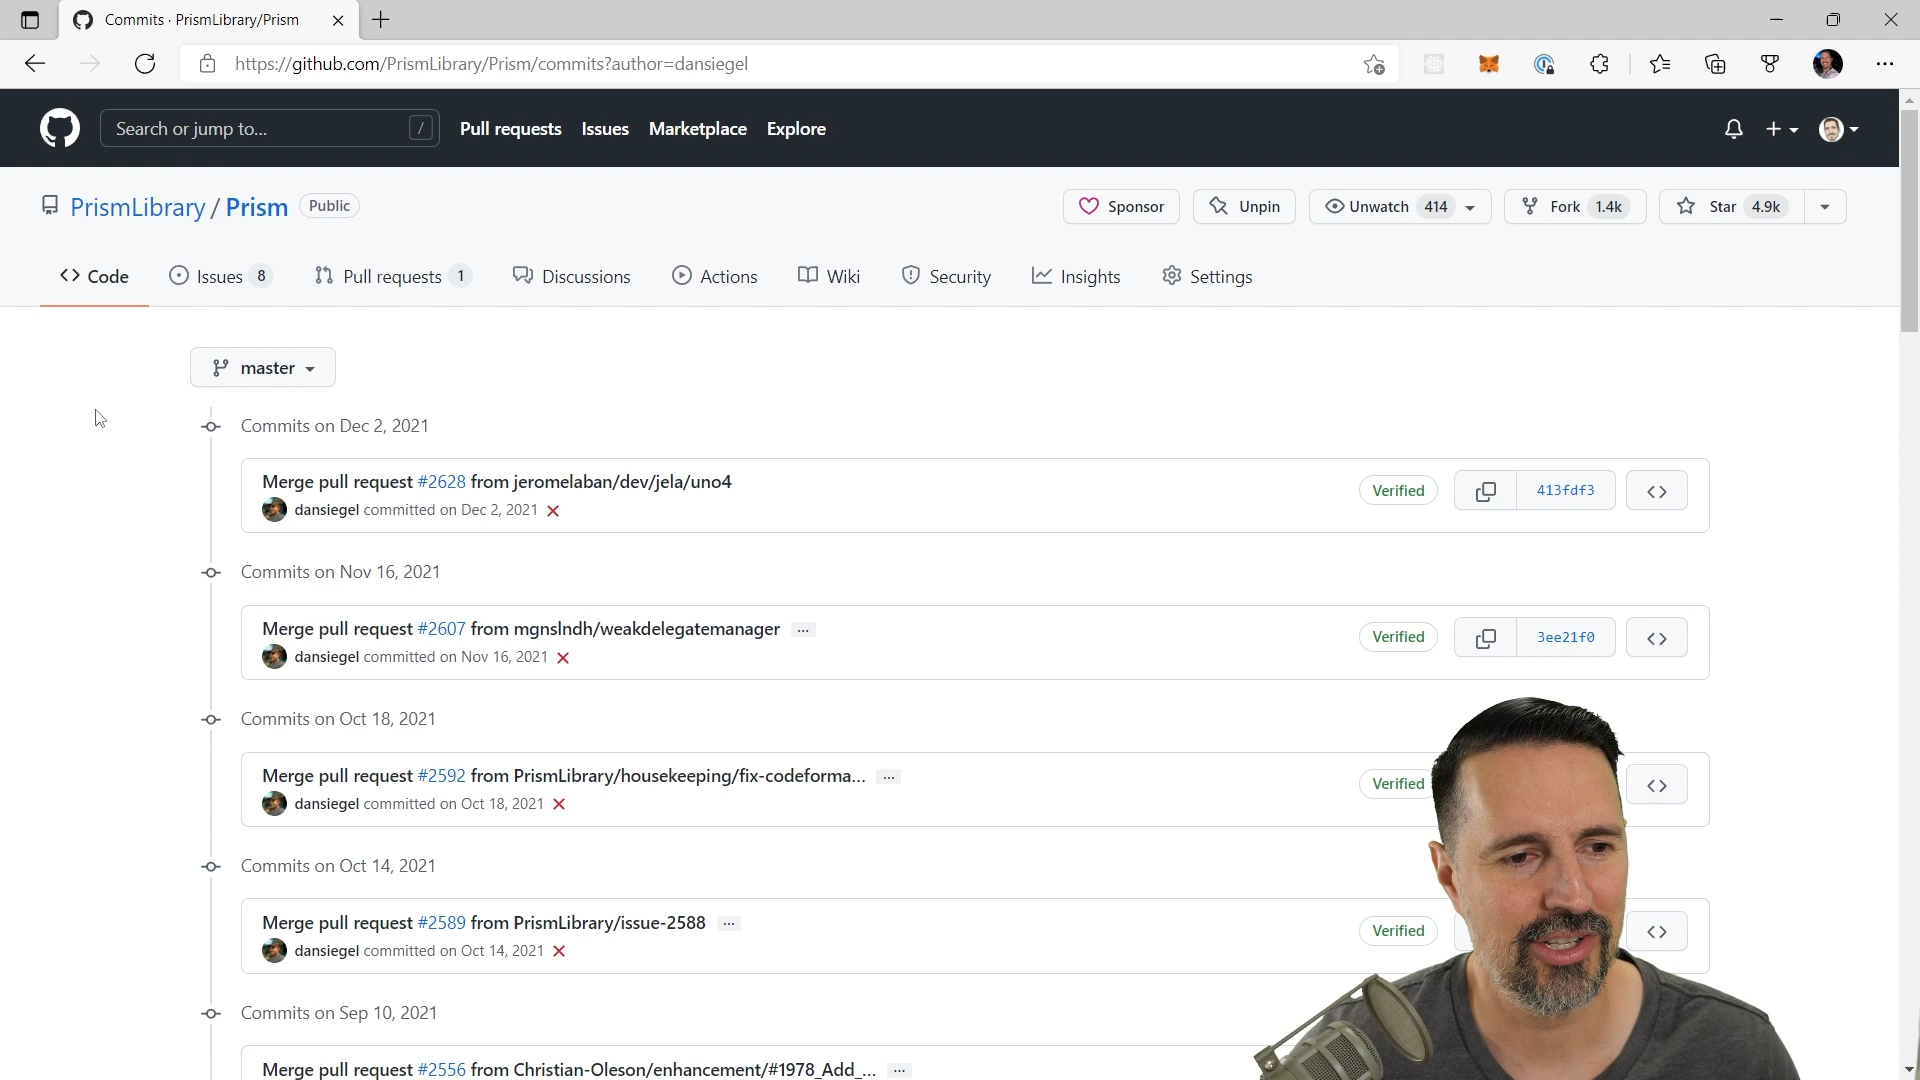 Commits · PrismLibrary/Prism
https://github.com/PrismLibrary/Prism/commits?author=dansiegel
Search or jump to... /
Pull requests Issues Marketplace Explore
PrismLibrary / Prism Public
Sponsor Unpin Unwatch 414 Fork 1.4k Star 4.9k
Code Issues 8 Pull requests 1 Discussions Actions Wiki Security Insights Settings
master
Commits on Dec 2, 2021
Merge pull request #2628 from jeromelaban/dev/jela/uno4
dansiegel committed on Dec 2, 2021
Verified 413fdf3
Commits on Nov 16, 2021
Merge pull request #2607 from mgnslndh/weakdelegatemanager ...
dansiegel committed on Nov 16, 2021
Verified 3ee21f0
Commits on Oct 18, 2021
Merge pull request #2592 from PrismLibrary/housekeeping/fix-codeforma... ...
dansiegel committed on Oct 18, 2021
Verified
Commits on Oct 14, 2021
Merge pull request #2589 from PrismLibrary/issue-2588 ...
dansiegel committed on Oct 14, 2021
Verified
Commits on Sep 10, 2021
Merge pull request #2556 from Christian-Oleson/enhancement/#1978_Add_... ...